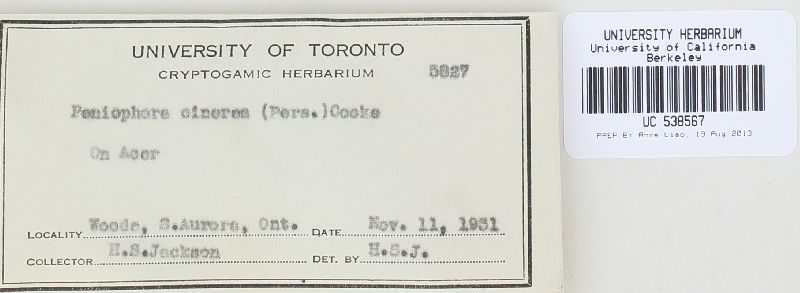 UNIVERSITY OF TORONTO
CRYPTOGAMIC HERBARIUM 5827
Peniophora cinerea (Pers.)Cooke
On Acer
LOCALITY Woods, S.Aurora, Ont. DATE Nov. 11, 1931
COLLECTOR H.S.Jackson DET. BY H.S.J.
UNIVERSITY HERBARIUM
University of California
Berkeley
UC 538567
PREP By Anne Liao, 19 Aug 2013